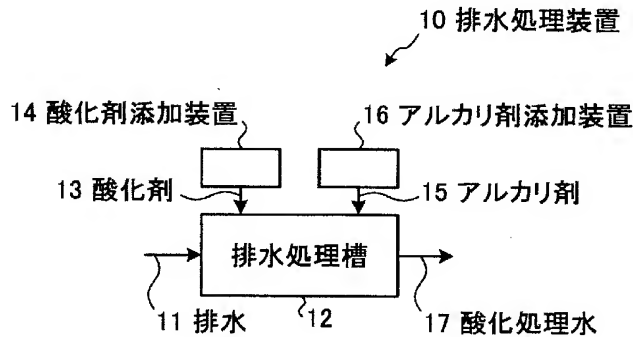 10 排水処理装置
14 酸化剤添加装置
16 アルカリ剤添加装置
13 酸化剤
15 アルカリ剤
排水処理槽
11 排水
12
17 酸化処理水